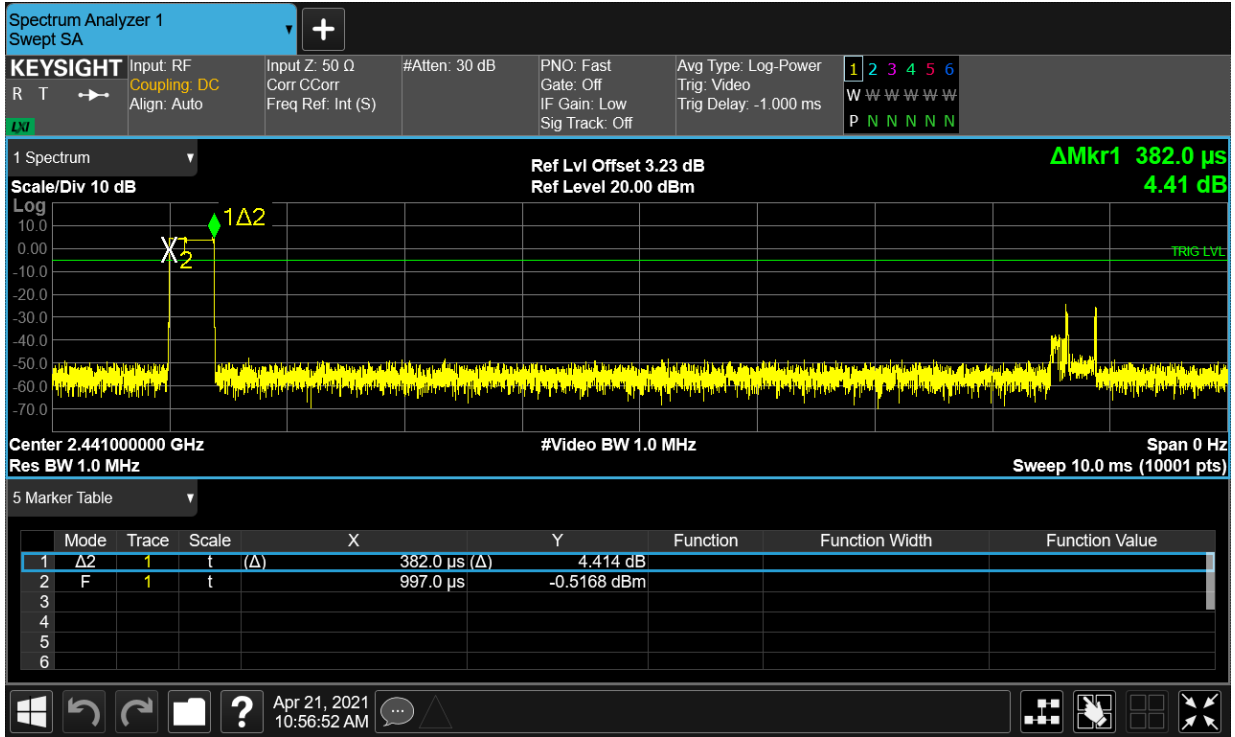 Spectrum Analyzer 1
Swept SA
KEYSIGHT
R T
LXI
Input: RF
Coupling: DC
Align: Auto
Input Z: 50 Ω
Corr CCorr
Freq Ref: Int (S)
#Atten: 30 dB
PNO: Fast
Gate: Off
IF Gain: Low
Sig Track: Off
Avg Type: Log-Power
Trig: Video
Trig Delay: -1.000 ms
1 2 3 4 5 6
W W W W W W
P N N N N N
1 Spectrum
Scale/Div 10 dB
Ref Lvl Offset 3.23 dB
Ref Level 20.00 dBm
ΔMkr1 382.0 µs
4.41 dB
Log
10.0
0.00
-10.0
-20.0
-30.0
-40.0
-50.0
-60.0
-70.0
1Δ2
X
2
TRIG LVL
Center 2.441000000 GHz
#Video BW 1.0 MHz
Span 0 Hz
Res BW 1.0 MHz
Sweep 10.0 ms (10001 pts)
5 Marker Table
Mode Trace Scale X Y Function Function Width Function Value
1 Δ2 1 t (Δ) 382.0 µs (Δ) 4.414 dB
2 F 1 t 997.0 µs -0.5168 dBm
3
4
5
6
?
Apr 21, 2021
10:56:52 AM